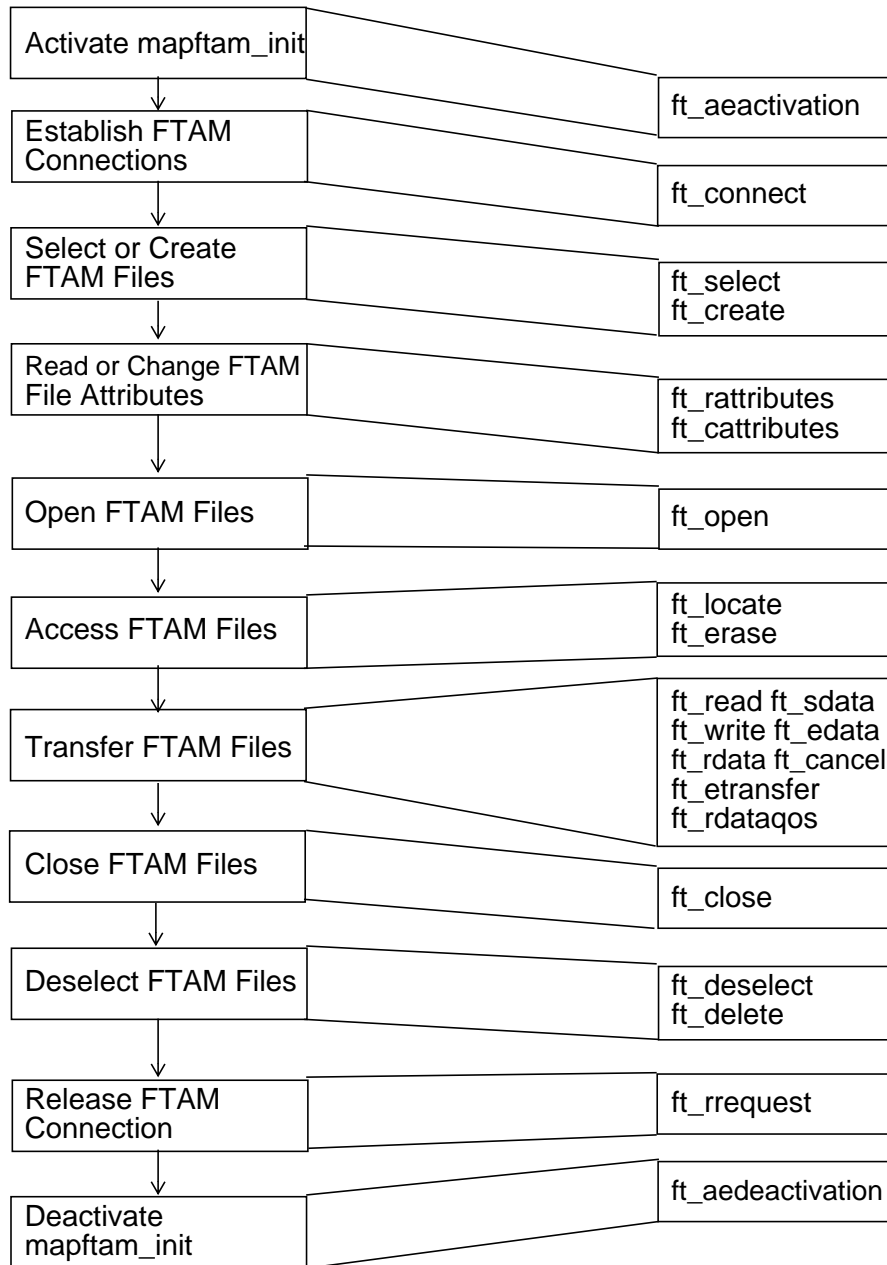 Activate mapftam_init
ft_aeactivation
Establish FTAM
Connections
ft_connect
Select or Create
FTAM Files
ft_select
ft_create
Read or Change FTAM
File Attributes
ft_rattributes
ft_cattributes
Open FTAM Files
ft_open
Access FTAM Files
ft_locate
ft_erase
Transfer FTAM Files
ft_read ft_sdata
ft_write ft_edata
ft_rdata ft_cancel
ft_etransfer
ft_rdataqos
Close FTAM Files
ft_close
Deselect FTAM Files
ft_deselect
ft_delete
Release FTAM
Connection
ft_rrequest
Deactivate
mapftam_init
ft_aedeactivation